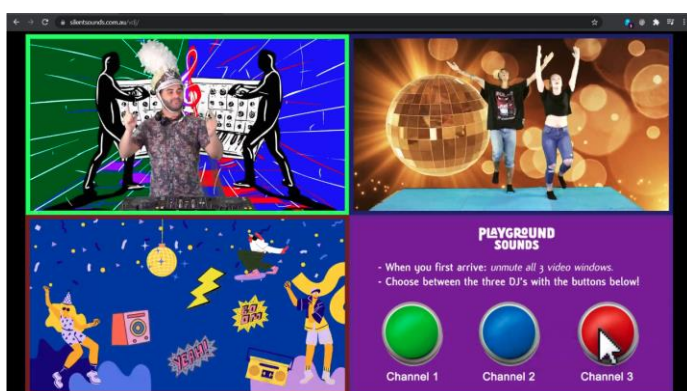 silentsounds.com.au/vdj/
YEAH!
PLAYGROUND
SOUNDS
- When you first arrive: unmute all 3 video windows.
- Choose between the three DJ's with the buttons below!
Channel 1
Channel 2
Channel 3